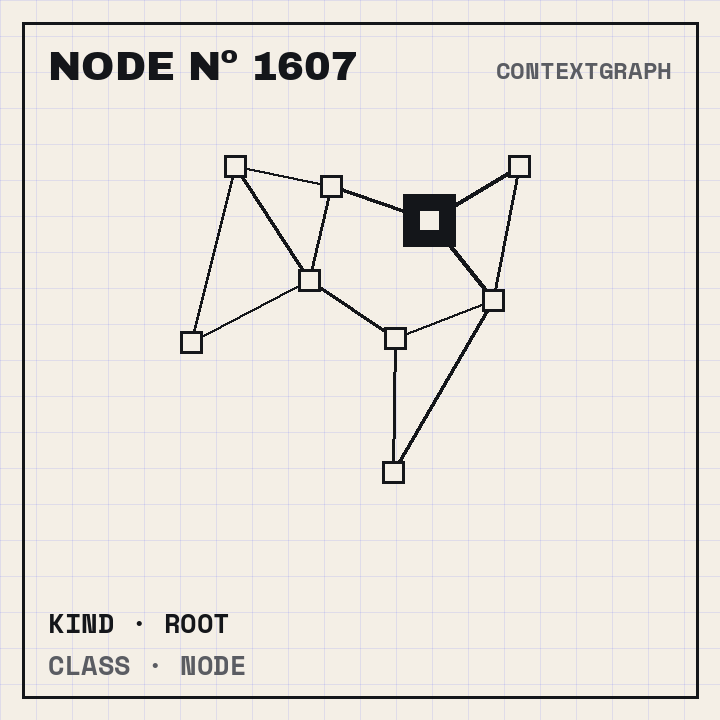 NODE Nº 1607
CONTEXTGRAPH
KIND · ROOT
CLASS · NODE